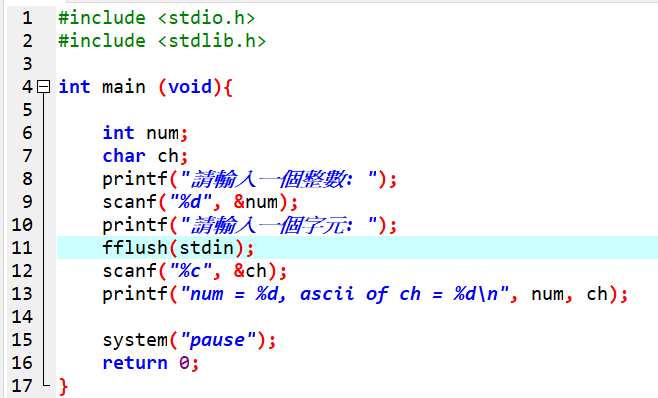 1 #include <stdio.h>
2 #include <stdlib.h>
3
4 int main (void){
5
6 int num;
7 char ch;
8 printf("請輸入一個整數: ");
9 scanf("%d", &num);
10 printf("請輸入一個字元: ");
11 fflush(stdin);
12 scanf("%c", &ch);
13 printf("num = %d, ascii of ch = %d\n", num, ch);
14
15 system("pause");
16 return 0;
17 }